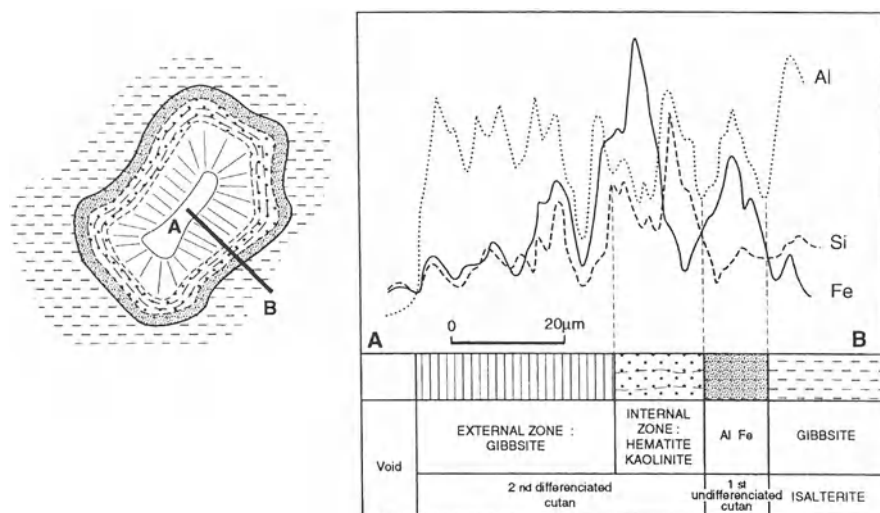 A
B
Al
Si
Fe
0 20µm
A B
Void
EXTERNAL ZONE :
GIBBSITE
INTERNAL
ZONE :
HEMATITE
KAOLINITE
Al Fe
GIBBSITE
2 nd differenciated
cutan
1 st
undifferenciated
cutan
ISALTERITE